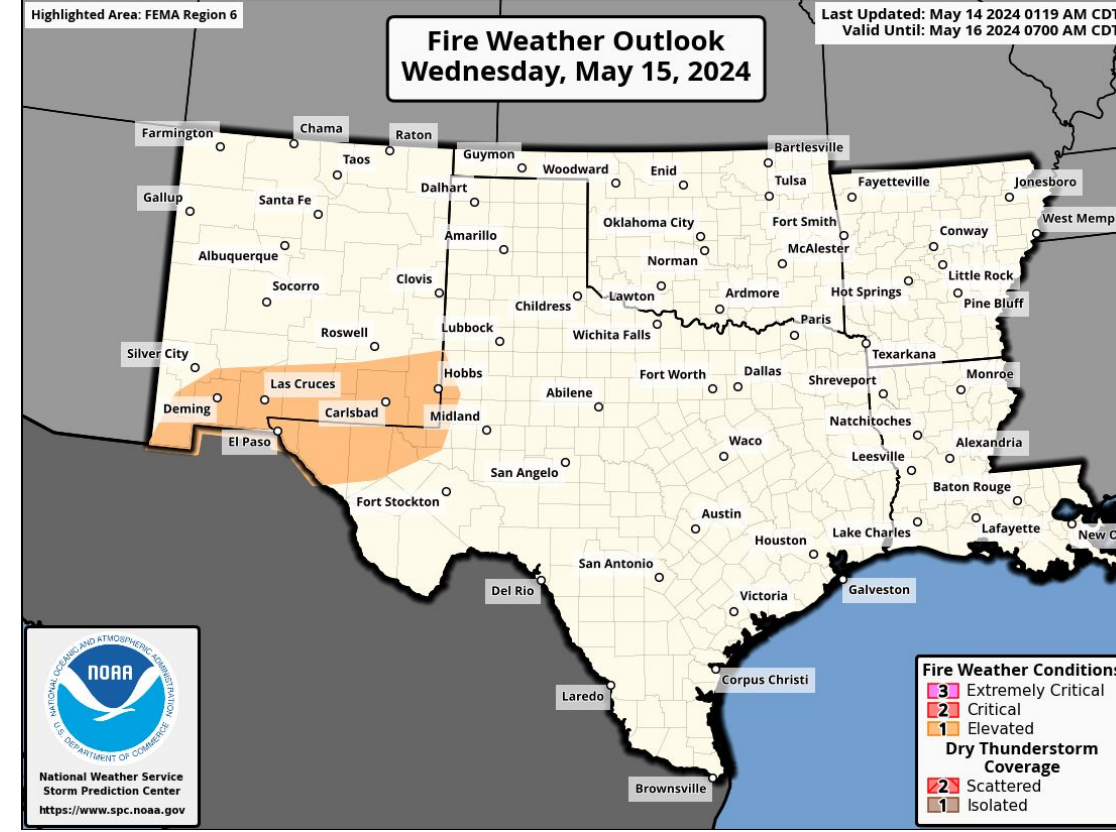 Highlighted Area: FEMA Region 6
Last Updated: May 14 2024 0119 AM CDT
Valid Until: May 16 2024 0700 AM CDT
Fire Weather Outlook
Wednesday, May 15, 2024
Farmington
Chama
Raton
Taos
Guymon
Woodward
Enid
Bartlesville
Tulsa
Fayetteville
Jonesboro
Gallup
Santa Fe
Dalhart
Oklahoma City
Fort Smith
West Memp
Albuquerque
Amarillo
Norman
McAlester
Conway
Socorro
Clovis
Childress
Lawton
Ardmore
Hot Springs
Little Rock
Pine Bluff
Roswell
Lubbock
Wichita Falls
Paris
Silver City
Texarkana
Las Cruces
Hobbs
Fort Worth
Dallas
Shreveport
Monroe
Deming
Carlsbad
Midland
Abilene
Natchitoches
El Paso
Waco
Leesville
Alexandria
San Angelo
Fort Stockton
Baton Rouge
Austin
Houston
Lake Charles
Lafayette
New O
Del Rio
San Antonio
Galveston
Victoria
Laredo
Corpus Christi
Brownsville
NATIONAL OCEANIC AND ATMOSPHERIC ADMINISTRATION
NOAA
U.S. DEPARTMENT OF COMMERCE
National Weather Service
Storm Prediction Center
https://www.spc.noaa.gov
Fire Weather Conditions
3 Extremely Critical
2 Critical
1 Elevated
Dry Thunderstorm
Coverage
2 Scattered
1 Isolated